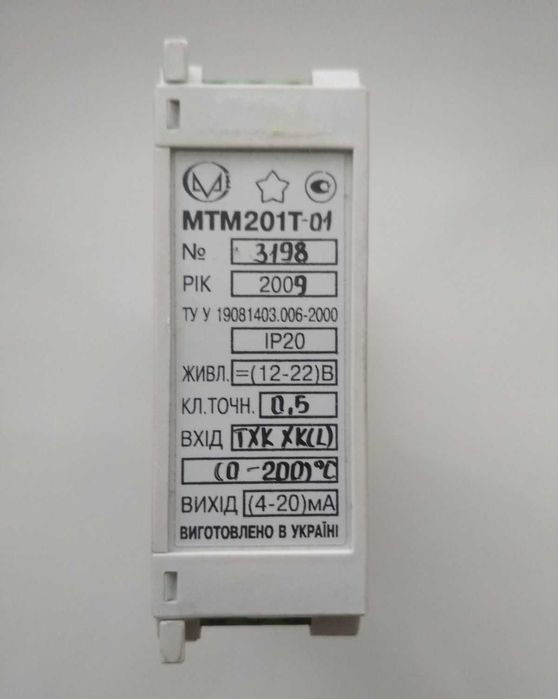 МТМ201Т-01
№ 3198
РІК 2009
ТУ У 19081403.006-2000
IP20
ЖИВЛ. =(12-22)В
КЛ.ТОЧН. 0,5
ВХІД ТХК ХК(L)
(0-200)°С
ВИХІД (4-20)мА
ВИГОТОВЛЕНО В УКРАЇНІ